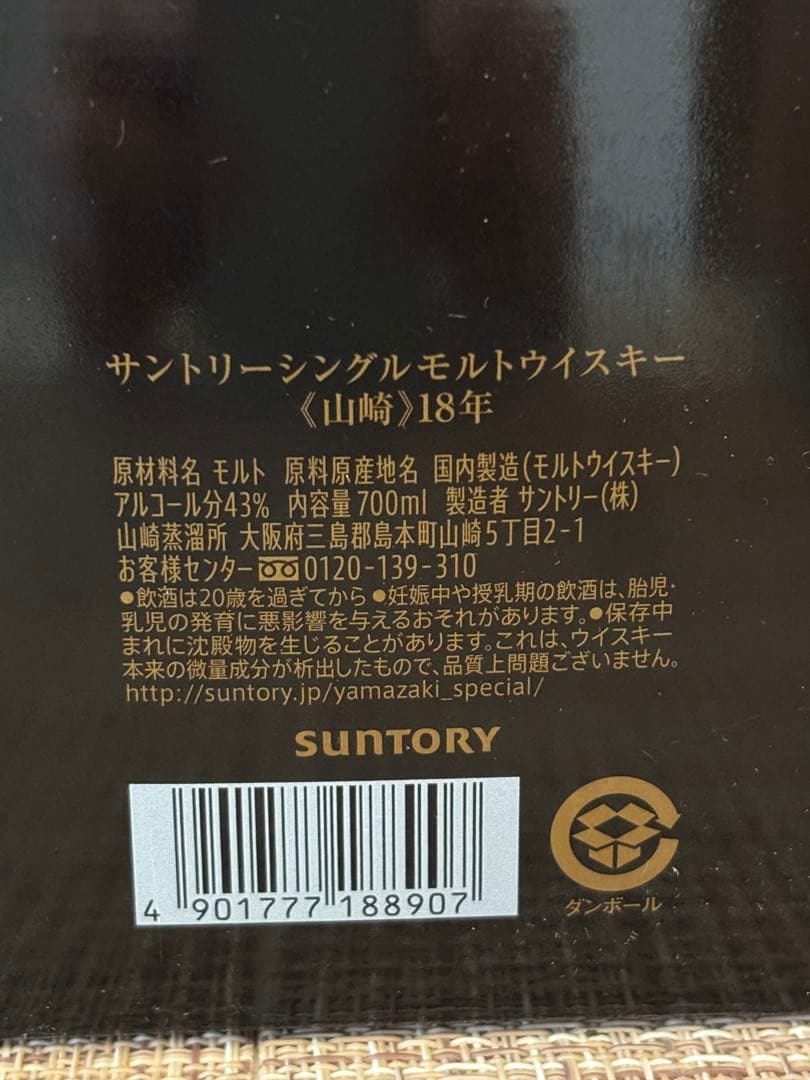 サントリーシングルモルトウイスキー
《山崎》18年
原材料名 モルト 原料原産地名 国内製造(モルトウイスキー)
アルコール分43% 内容量700ml 製造者 サントリー(株)
山崎蒸溜所 大阪府三島郡島本町山崎5丁目2-1
お客様センター 0120-139-310
●飲酒は20歳を過ぎてから●妊娠中や授乳期の飲酒は、胎児・
乳児の発育に悪影響を与えるおそれがあります。●保存中
まれに沈殿物を生じることがあります。これは、ウイスキー
本来の微量成分が析出したもので、品質上問題ございません。
http://suntory.jp/yamazaki_special/
SUNTORY
4 901777 188907
ダンボール